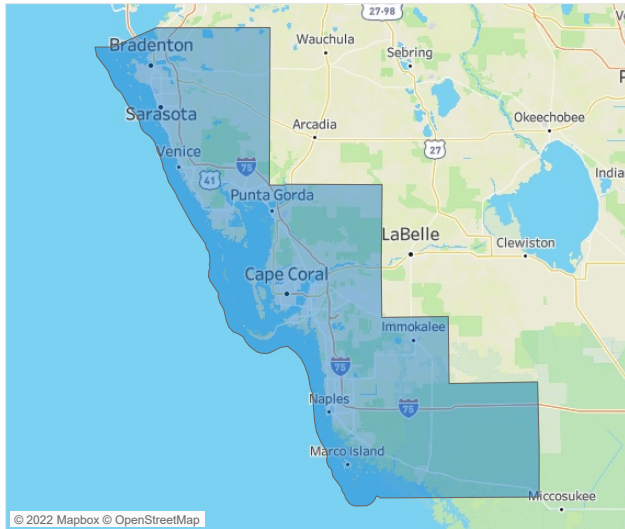 27-98
Bradenton
Wauchula
Sebring
Sarasota
Okeechobee
Arcadia
27
Venice
75
41
India
Punta Gorda
LaBelle
Clewiston
Cape Coral
Immokalee
75
Naples
75
Marco Island
Miccosukee
© 2022 Mapbox © OpenStreetMap